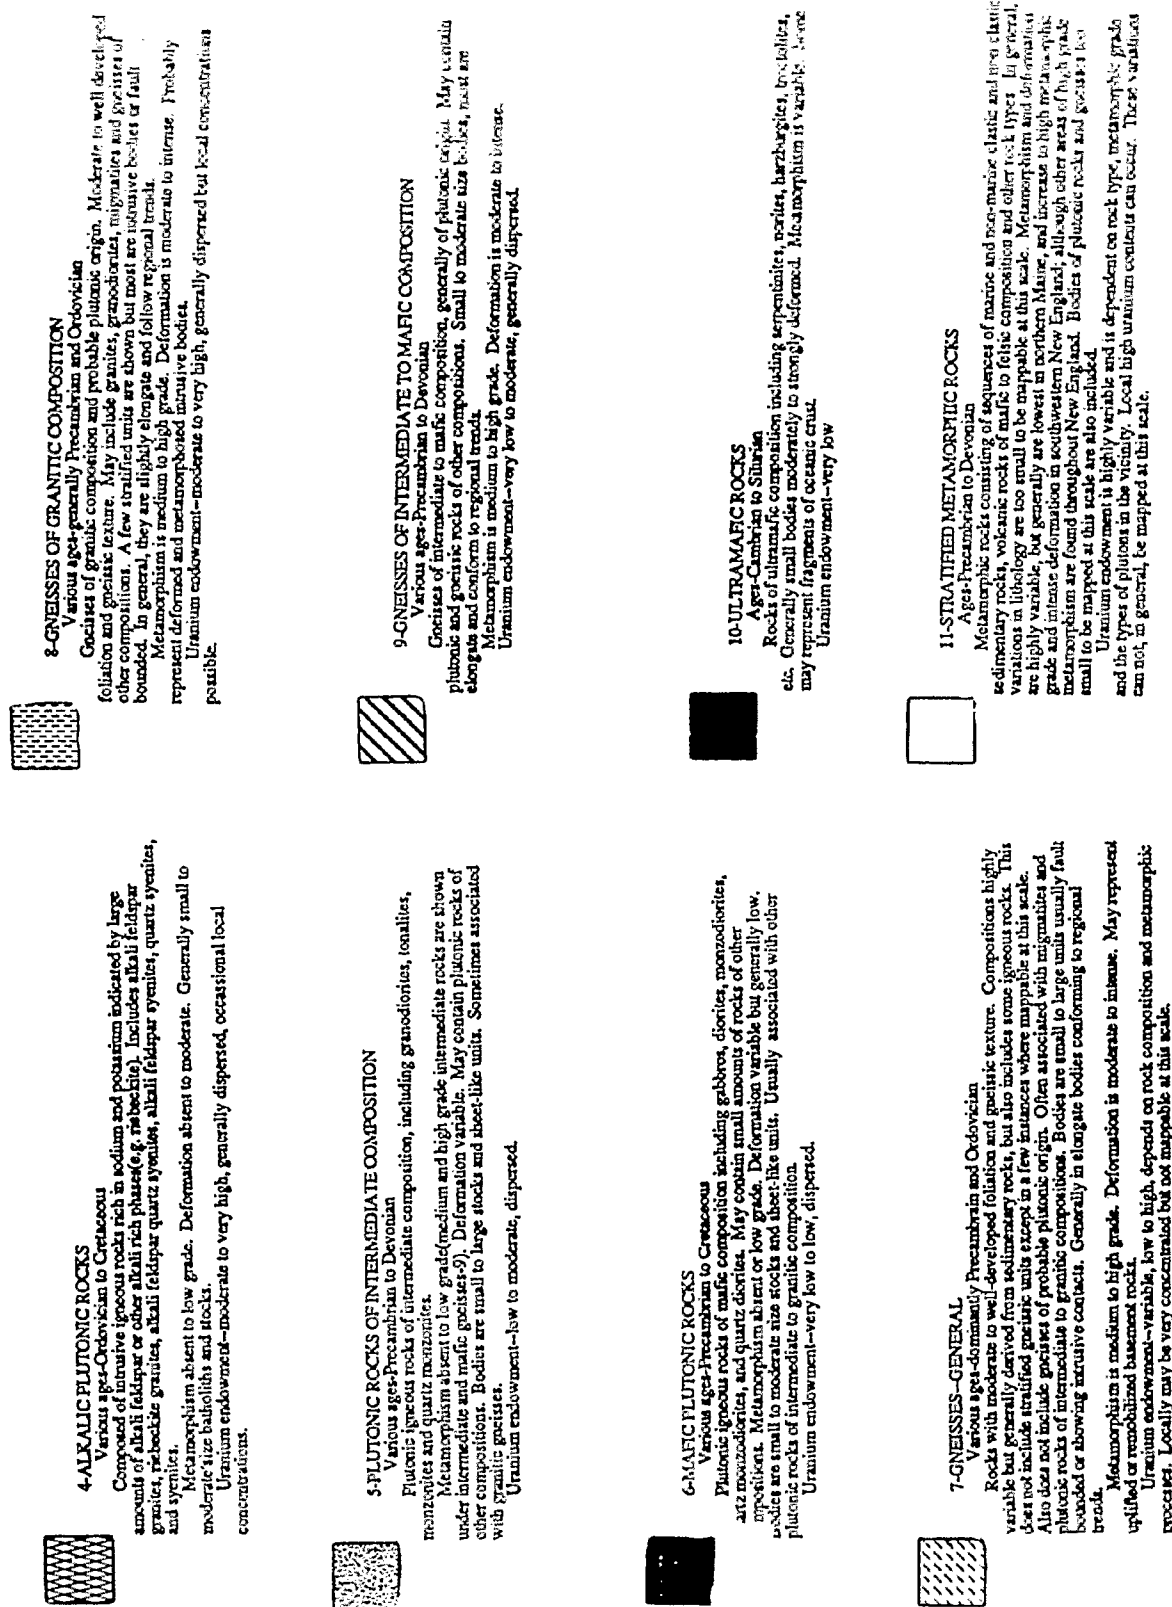 4-ALKALIC PLUTONIC ROCKS
Various ages-Ordovician to Cretaceous
Composed of intrusive igneous rocks rich in sodium and potassium indicated by large
amounts of alkali feldspar or other alkali rich phases(e.g. riebeckite). Includes alkali feldspar
granites, riebeckite granites, alkali feldspar quartz syenites, alkali feldspar syenites, quartz syenites,
and syenites.
Metamorphism absent to low grade. Deformation absent to moderate. Generally small to
moderate size batholiths and stocks.
Uranium endowment--moderate to very high, generally dispersed, occassional local
concentrations.
5-PLUTONIC ROCKS OF INTERMEDIATE COMPOSITION
Various ages-Precambrian to Devonian
Plutonic igneous rocks of intermediate composition, including granodiorites, tonalites,
monzonites and quartz monzonites.
Metamorphism absent to low grade(medium and high grade intermediate rocks are shown
under intermediate and mafic gneisses-9). Deformation variable. May contain plutonic rocks of
other compositions. Bodies are small to large stocks and sheet-like units. Sometimes associated
with granitic gneisses.
Uranium endowment--low to moderate, dispersed.
6-MAFIC PLUTONIC ROCKS
Various ages-Precambrian to Cretaceous
Plutonic igneous rocks of mafic composition including gabbros, diorites, monzodiorites,
artz monzodiorites, and quartz diorites. May contain small amounts of rocks of other
mpositions. Metamorphism absent or low grade. Deformation variable but generally low.
odies are small to moderate size stocks and sheet-like units. Usually associated with other
plutonic rocks of intermediate to granitic composition.
Uranium endowment--very low to low, dispersed.
7-GNEISSES--GENERAL
Various ages-dominantly Precambrain and Ordovician
Rocks with moderate to well-developed foliation and gneissic texture. Compositions highly
variable but generally derived from sedimentary rocks, but also includes some igneous rocks. This
does not include stratified gneissic units except in a few instances where mappable at this scale.
Also does not include gneisses of probable plutonic origin. Often associated with migmatites and
plutonic rocks of intermediate to granitic compositions. Bodies are small to large units usually fault
bounded or showing intrusive contacts. Generally in elongate bodies conforming to regional
trends.
Metamorphism is medium to high grade. Deformation is moderate to intense. May represent
uplifted or remobilized basement rocks.
Uranium endowment--variable, low to high, depends on rock composition and metamorphic
processes. Locally may be very concentrated but not mappable at this scale.
8-GNEISSES OF GRANTIC COMPOSITION
Various ages-generally Precambrian and Ordovician
Gneisses of granitic composition and probable plutonic origin. Moderate to well developed
foliation and gneissic texture. May include granites, granodiorites, migmatites and gneisses of
other compositions. A few stratified units are shown but most are intrusive bodies or fault
bounded. In general, they are slightly elongate and follow regional trends.
Metamorphism is medium to high grade. Deformation is moderate to intense. Probably
represent deformed and metamorphosed intrusive bodies.
Uranium endowment--moderate to very high, generally dispersed but local concentrations
possible.
9-GNEISSES OF INTERMEDIATE TO MAFIC COMPOSITION
Various ages-Precambrian to Devonian
Gneisses of intermediate to mafic composition, generally of plutonic origin. May contain
plutonic and gneissic rocks of other compositions. Small to moderate size bodies, most are
elongate and conform to regional trends.
Metamorphism is medium to high grade. Deformation is moderate to intense.
Uranium endowment--very low to moderate, generally dispersed.
10-ULTRAMAFIC ROCKS
Ages-Cambrian to Silurian
Rocks of ultramafic composition including serpentinites, norites, harzburgites, troctolites,
etc. Generally small bodies moderately to strongly deformed. Metamorphism is variable. Some
may represent fragments of oceanic crust.
Uranium endowment--very low
11-STRATIFIED METAMORPHIC ROCKS
Ages-Precambrian to Devonian
Metamorphic rocks consisting of sequences of marine and non-marine clastic and non clastic
sedimentary rocks, volcanic rocks of mafic to felsic composition and other rock types. In general,
variations in lithology are too small to be mappable at this scale. Metamorphism and deformation
are highly variable, but generally are lowest in northern Maine, and increase to high metamorphic
grade and intense deformation in southwestern New England; although other areas of high grade
metamorphism are found throughout New England. Bodies of plutonic rocks and gneisses too
small to be mapped at this scale are also included.
Uranium endowment is highly variable and is dependent on rock type, metamorphic grade
and the types of plutons in the vicinity. Local high uranium contents can occur. These variations
can not, in general, be mapped at this scale.